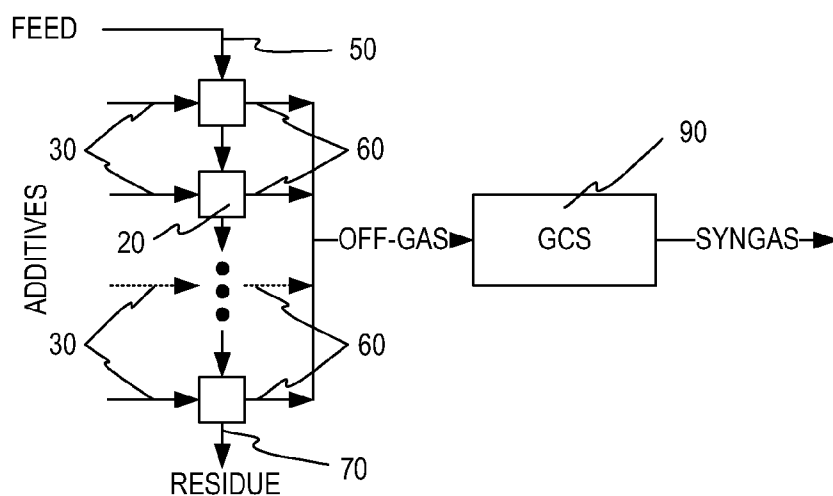 FEED
50
30
60
90
20
ADDITIVES
OFF-GAS
GCS
SYNGAS
30
60
70
RESIDUE